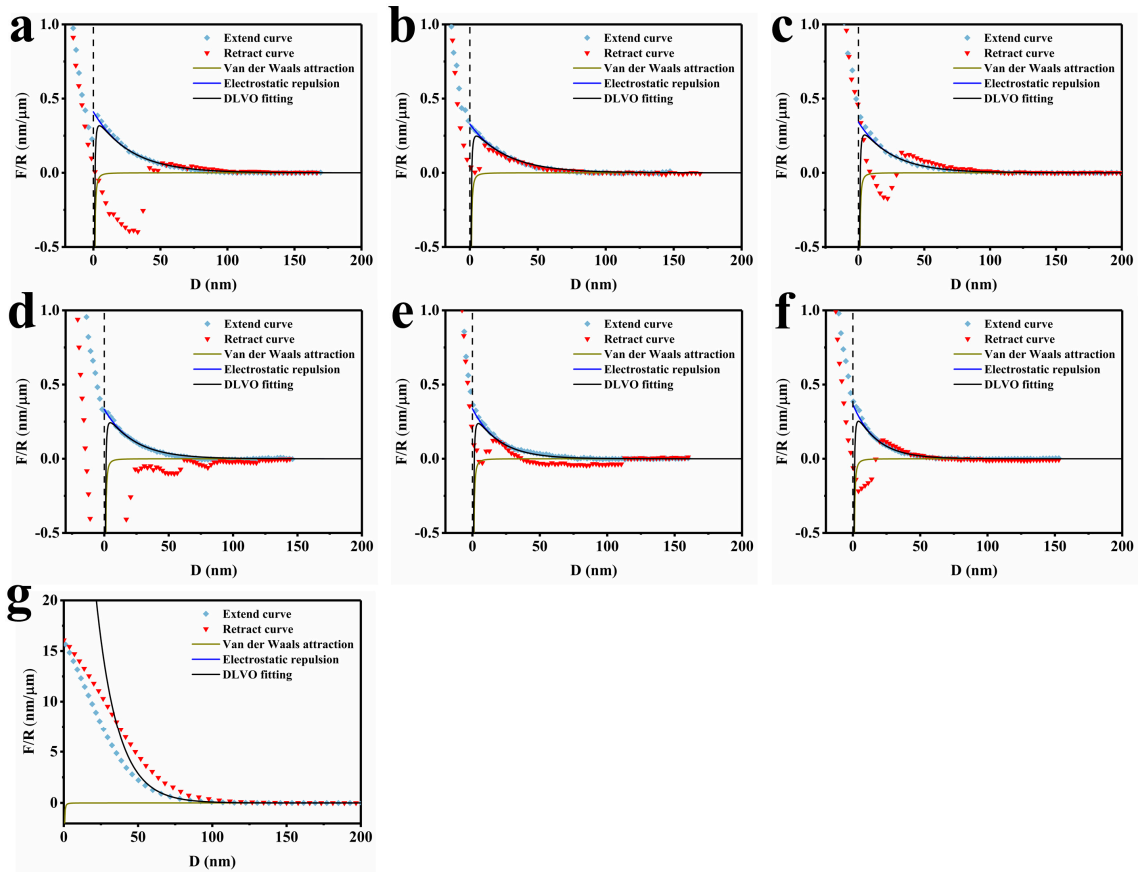 a
1.0
0.5
0.0
-0.5
F/R (nm/μm)
0 50 100 150 200
D (nm)
Extend curve
Retract curve
Van der Waals attraction
Electrostatic repulsion
DLVO fitting
b
1.0
0.5
0.0
-0.5
F/R (nm/μm)
0 50 100 150 200
D (nm)
Extend curve
Retract curve
Van der Waals attraction
Electrostatic repulsion
DLVO fitting
c
1.0
0.5
0.0
-0.5
F/R (nm/μm)
0 50 100 150 200
D (nm)
Extend curve
Retract curve
Van der Waals attraction
Electrostatic repulsion
DLVO fitting
d
1.0
0.5
0.0
-0.5
F/R (nm/μm)
0 50 100 150 200
D (nm)
Extend curve
Retract curve
Van der Waals attraction
Electrostatic repulsion
DLVO fitting
e
1.0
0.5
0.0
-0.5
F/R (nm/μm)
0 50 100 150 200
D (nm)
Extend curve
Retract curve
Van der Waals attraction
Electrostatic repulsion
DLVO fitting
f
1.0
0.5
0.0
-0.5
F/R (nm/μm)
0 50 100 150 200
D (nm)
Extend curve
Retract curve
Van der Waals attraction
Electrostatic repulsion
DLVO fitting
g
20
15
10
5
0
F/R (nm/μm)
0 50 100 150 200
D (nm)
Extend curve
Retract curve
Van der Waals attraction
Electrostatic repulsion
DLVO fitting